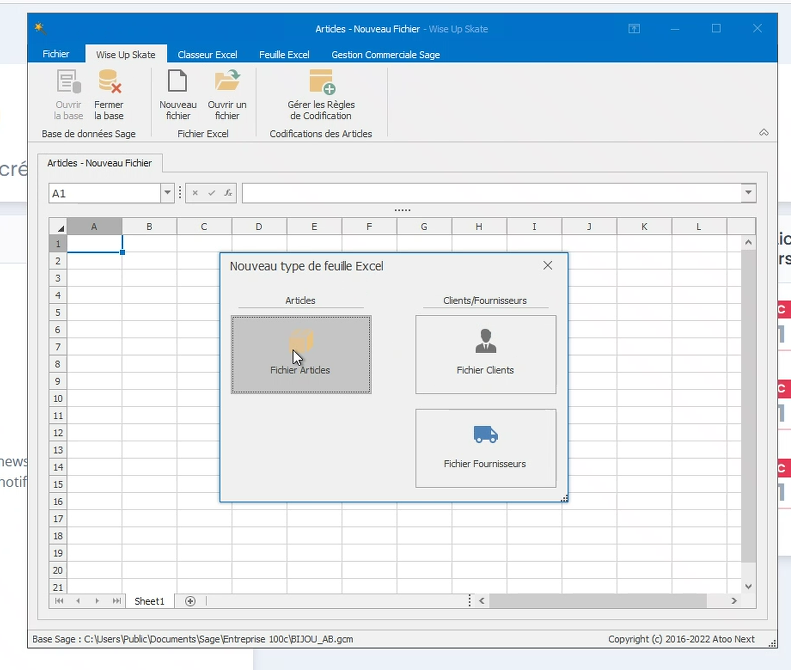 Articles - Nouveau Fichier - Wise Up Skate
Fichier
Wise Up Skate
Classeur Excel
Feuille Excel
Gestion Commerciale Sage
Ouvrir la base
Fermer la base
Nouveau fichier
Ouvrir un fichier
Gérer les Règles de Codification
Base de données Sage
Fichier Excel
Codifications des Articles
Articles - Nouveau Fichier
A1
A B C D E F G H I J K L
1
2
3
4
5
6
7
8
9
10
11
12
13
14
15
16
17
18
19
20
21
Nouveau type de feuille Excel
Articles
Clients/Fournisseurs
Fichier Articles
Fichier Clients
Fichier Fournisseurs
Sheet1
Base Sage : C:\Users\Public\Documents\Sage\Entreprise 100c\BIJOU_AB.gcm
Copyright (c) 2016-2022 Atoo Next
cré
news
notif